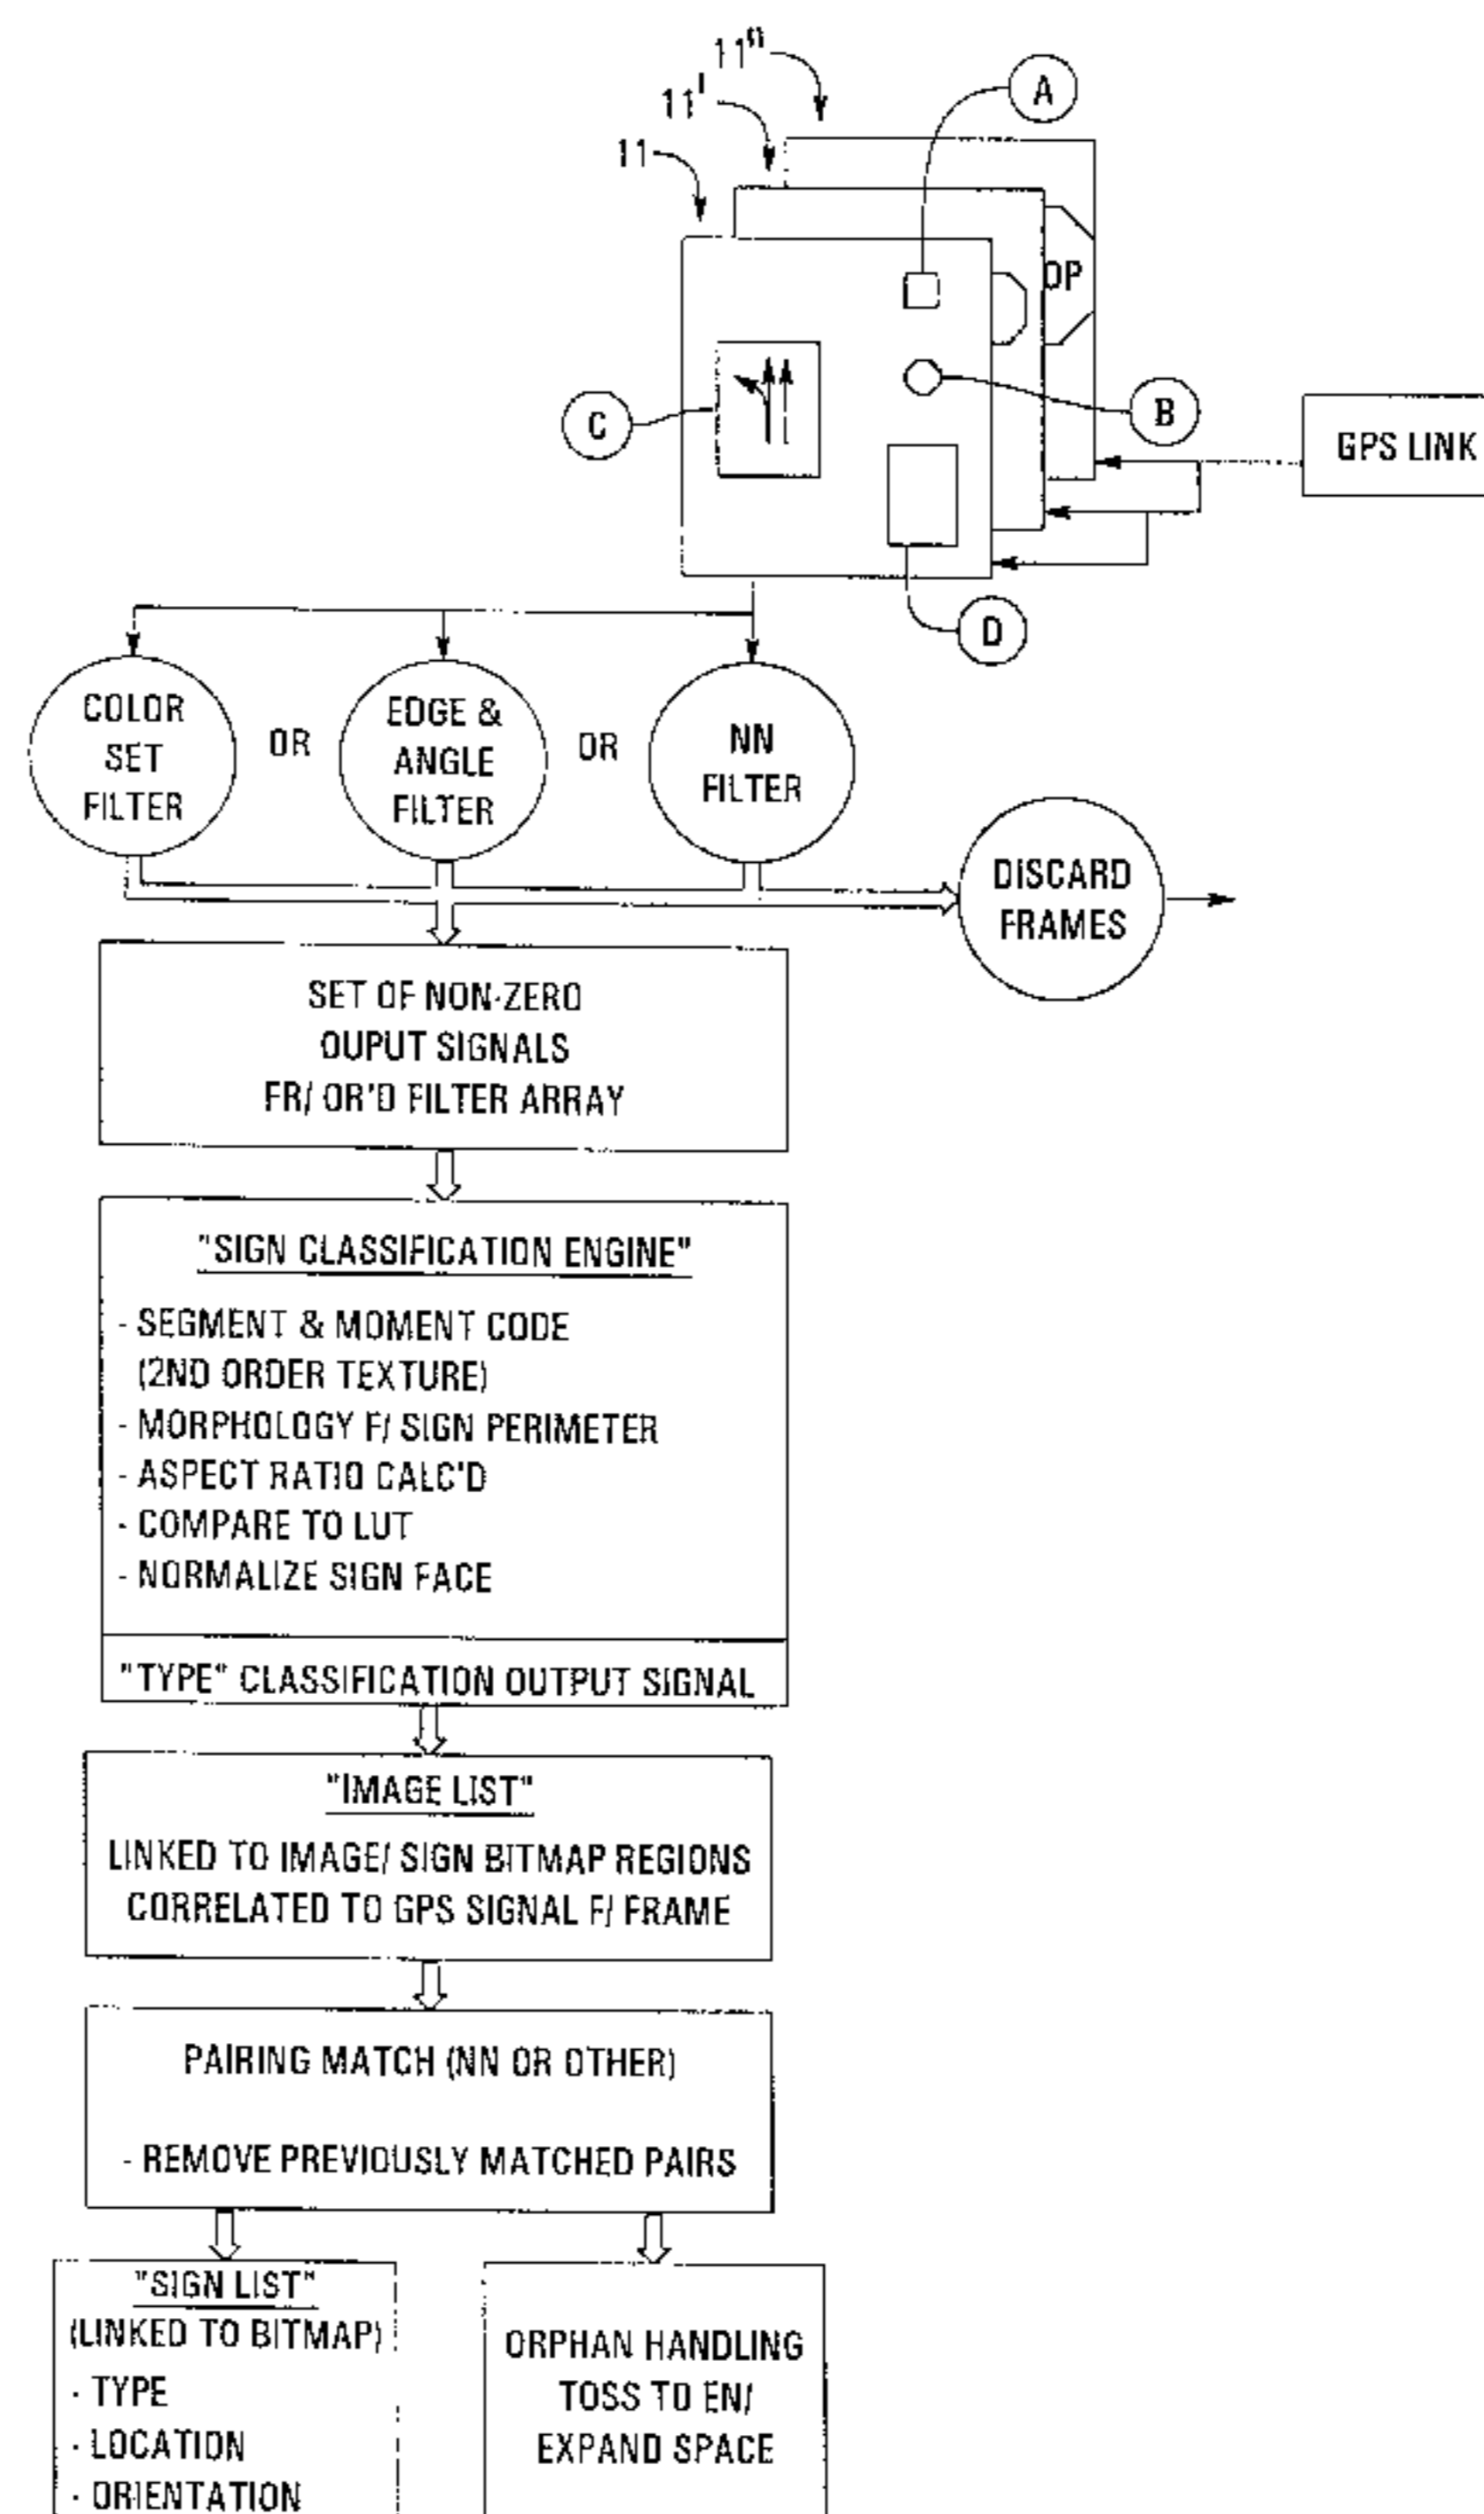 11ⁿ
11'
11
A
OP
C
B
GPS LINK
D
COLOR
SET
FILTER
OR
EDGE &
ANGLE
FILTER
OR
NN
FILTER
DISCARD
FRAMES
SET OF NON-ZERO
OUPUT SIGNALS
FR/ OR'D FILTER ARRAY
"SIGN CLASSIFICATION ENGINE"
- SEGMENT & MOMENT CODE
(2ND ORDER TEXTURE)
- MORPHOLOGY F/ SIGN PERIMETER
- ASPECT RATIO CALC'D
- COMPARE TO LUT
- NORMALIZE SIGN FACE
"TYPE" CLASSIFICATION OUTPUT SIGNAL
"IMAGE LIST"
LINKED TO IMAGE/ SIGN BITMAP REGIONS
CORRELATED TO GPS SIGNAL F/ FRAME
PAIRING MATCH (NN OR OTHER)
- REMOVE PREVIOUSLY MATCHED PAIRS
"SIGN LIST"
(LINKED TO BITMAP)
· TYPE
· LOCATION
· ORIENTATION
ORPHAN HANDLING
TOSS TO EN/
EXPAND SPACE